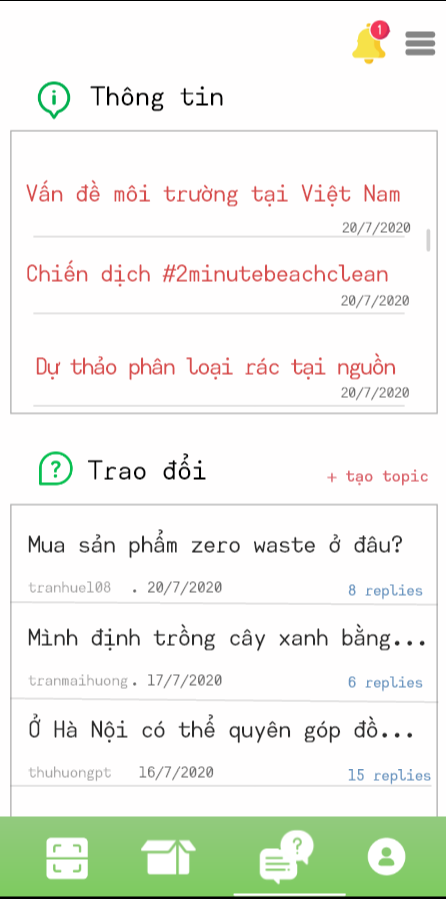 1
Thông tin
Vấn đề môi trường tại Việt Nam
20/7/2020
Chiến dịch #2minutebeachclean
20/7/2020
Dự thảo phân loại rác tại nguồn
20/7/2020
? Trao đổi
+ tạo topic
Mua sản phẩm zero waste ở đâu?
tranhue108 . 20/7/2020
8 replies
Mình định trồng cây xanh bằng...
tranmaihuong . 17/7/2020
6 replies
Ở Hà Nội có thể quyên góp đồ...
thuhuongpt 16/7/2020
15 replies
?